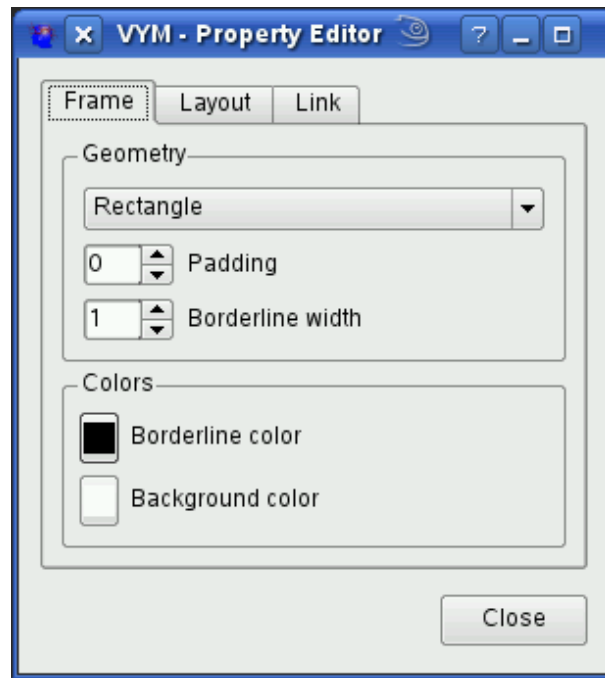 VYM - Property Editor
Frame Layout Link
Geometry
Rectangle
0 Padding
1 Borderline width
Colors
Borderline color
Background color
Close